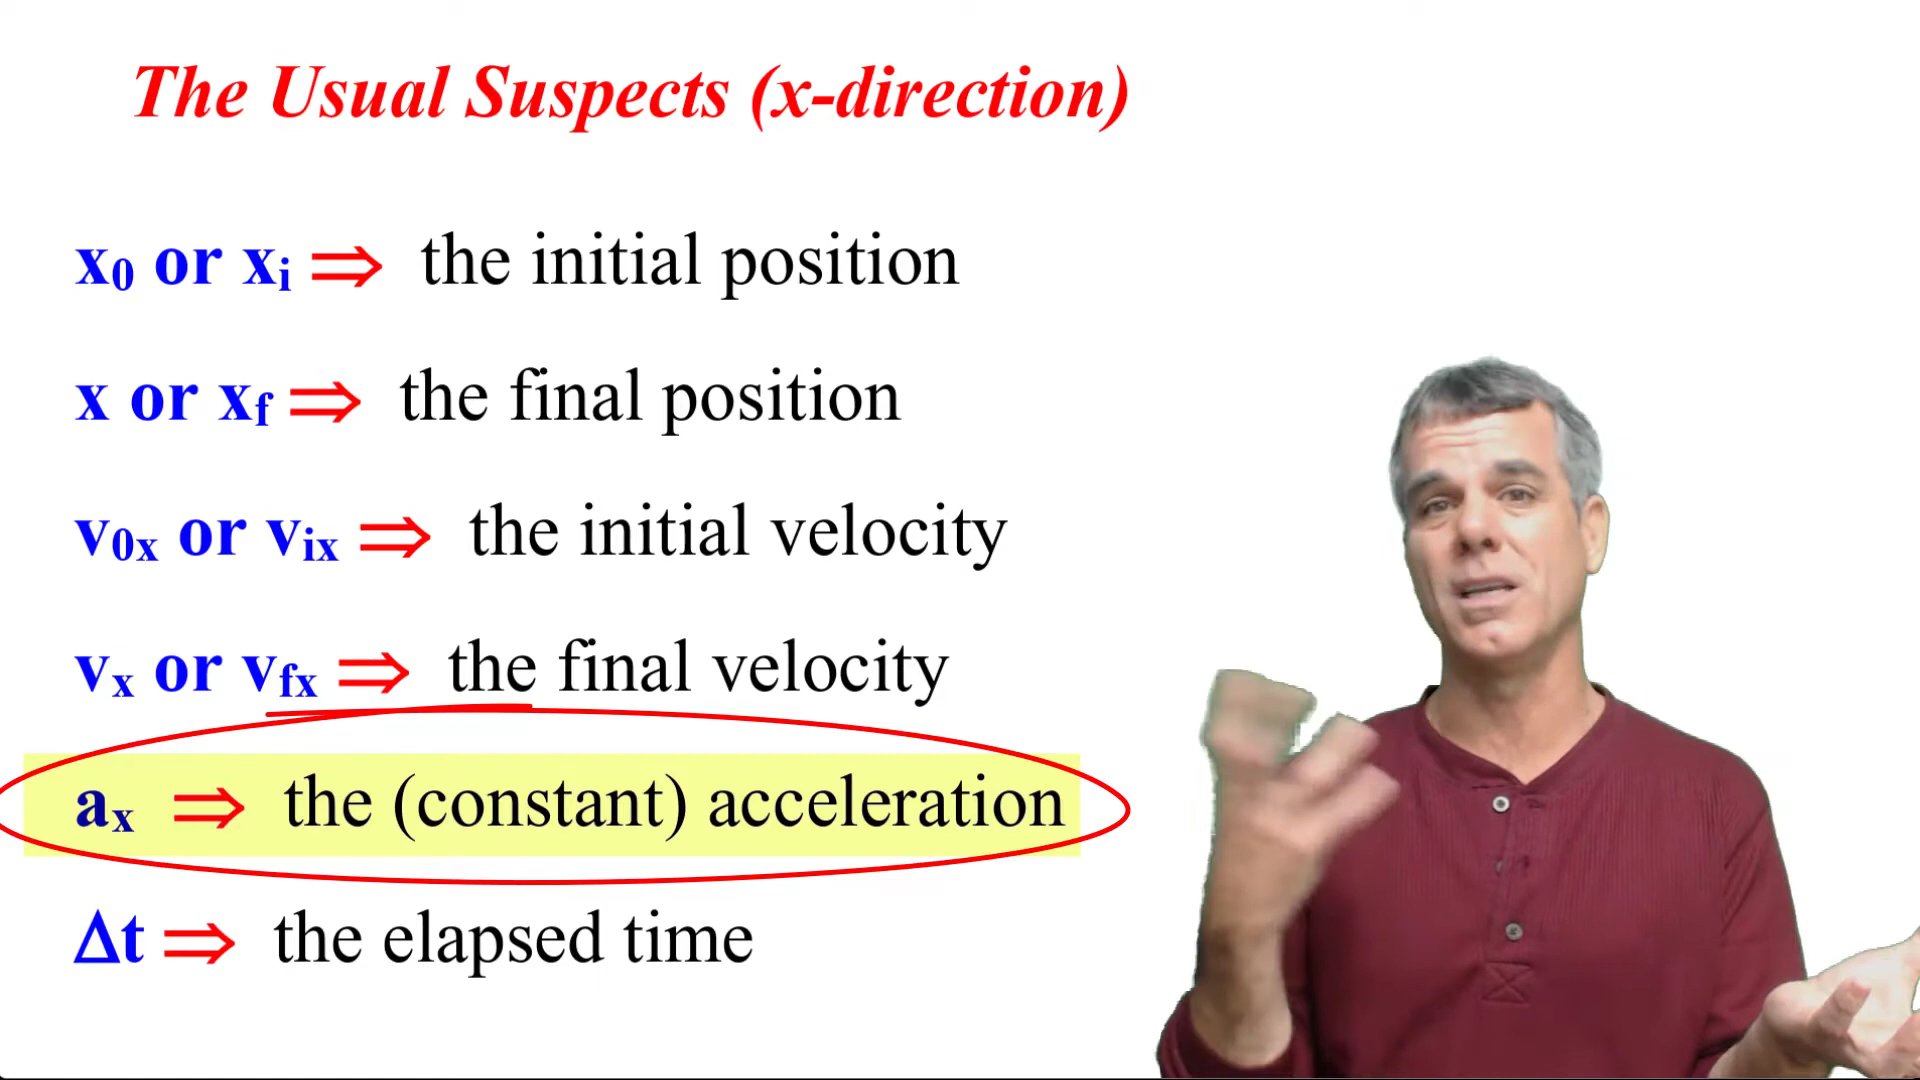 The Usual Suspects (x-direction)
x₀ or xᵢ ⇒ the initial position
x or x_f ⇒ the final position
v₀ₓ or vᵢₓ ⇒ the initial velocity
vₓ or v_fx ⇒ the final velocity
aₓ ⇒ the (constant) acceleration
Δt ⇒ the elapsed time